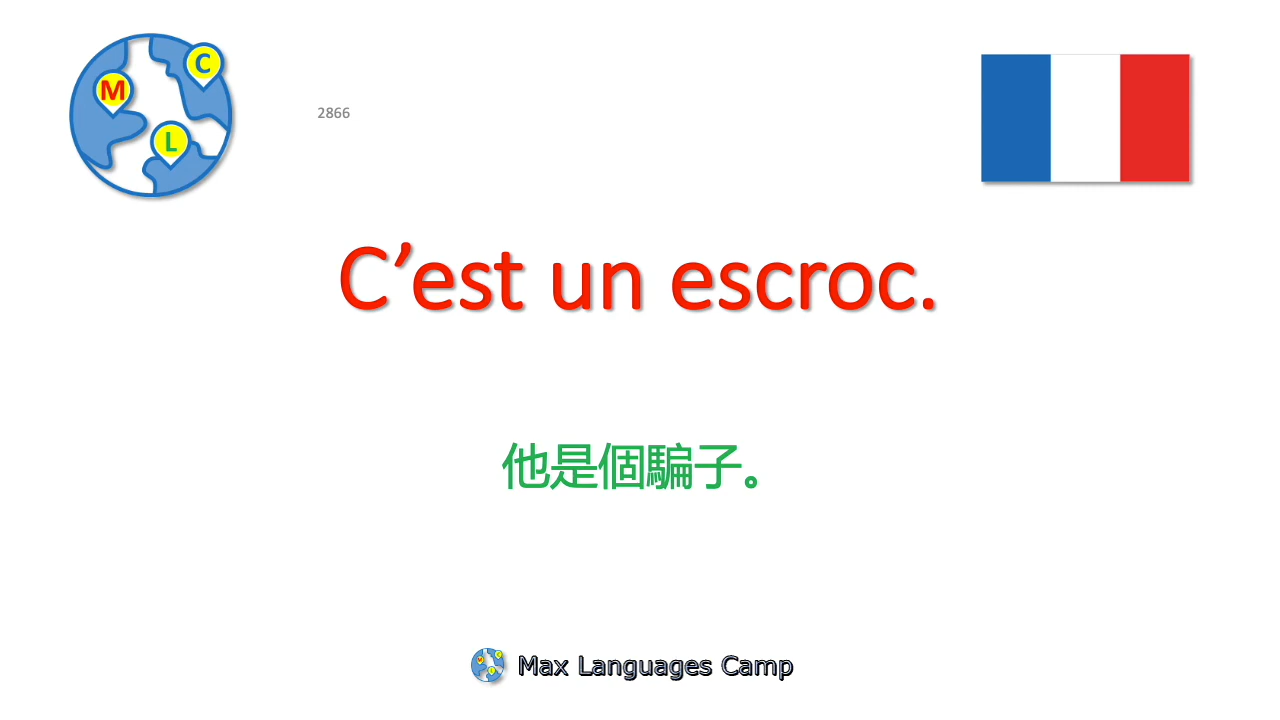 M
C
L
2866
C’est un escroc.
他是個騙子。
Max Languages Camp